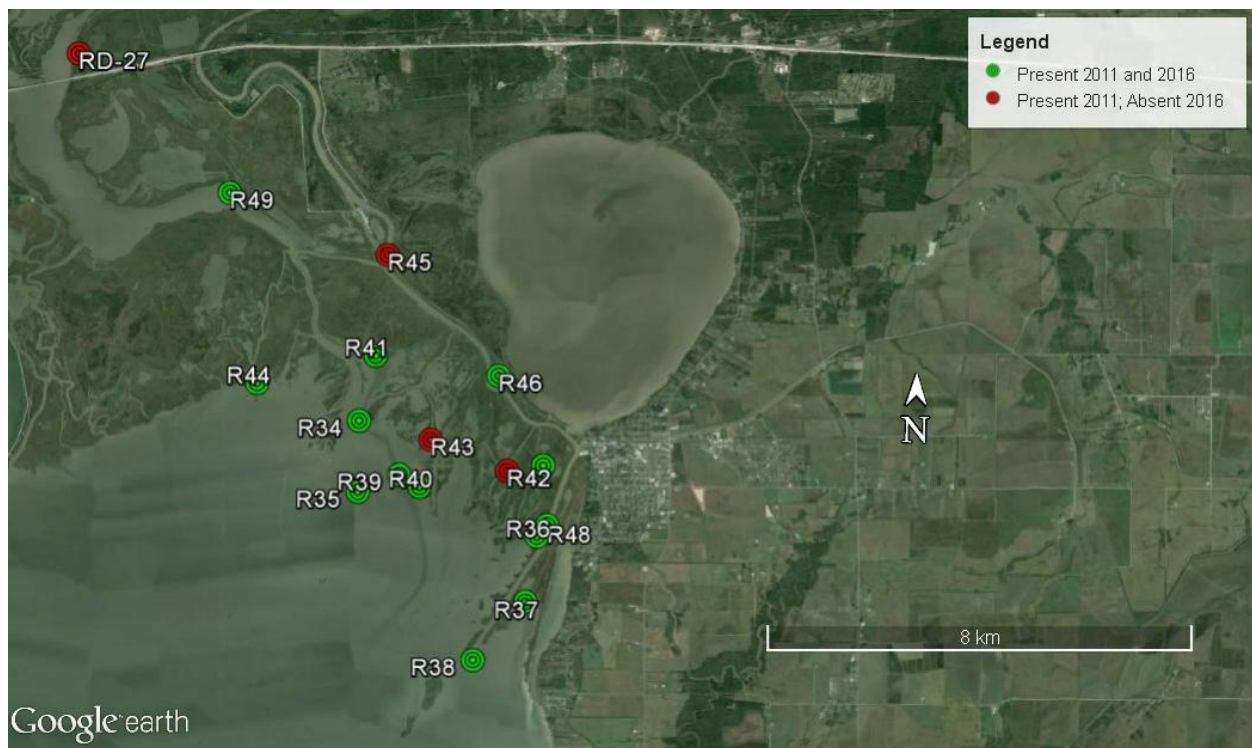 Legend
Present 2011 and 2016
Present 2011; Absent 2016
RD-27
R49
R45
R41
R44
R46
R34
R43
R42
R39
R40
R35
R36
R48
R37
R38
N
8 km
Google earth